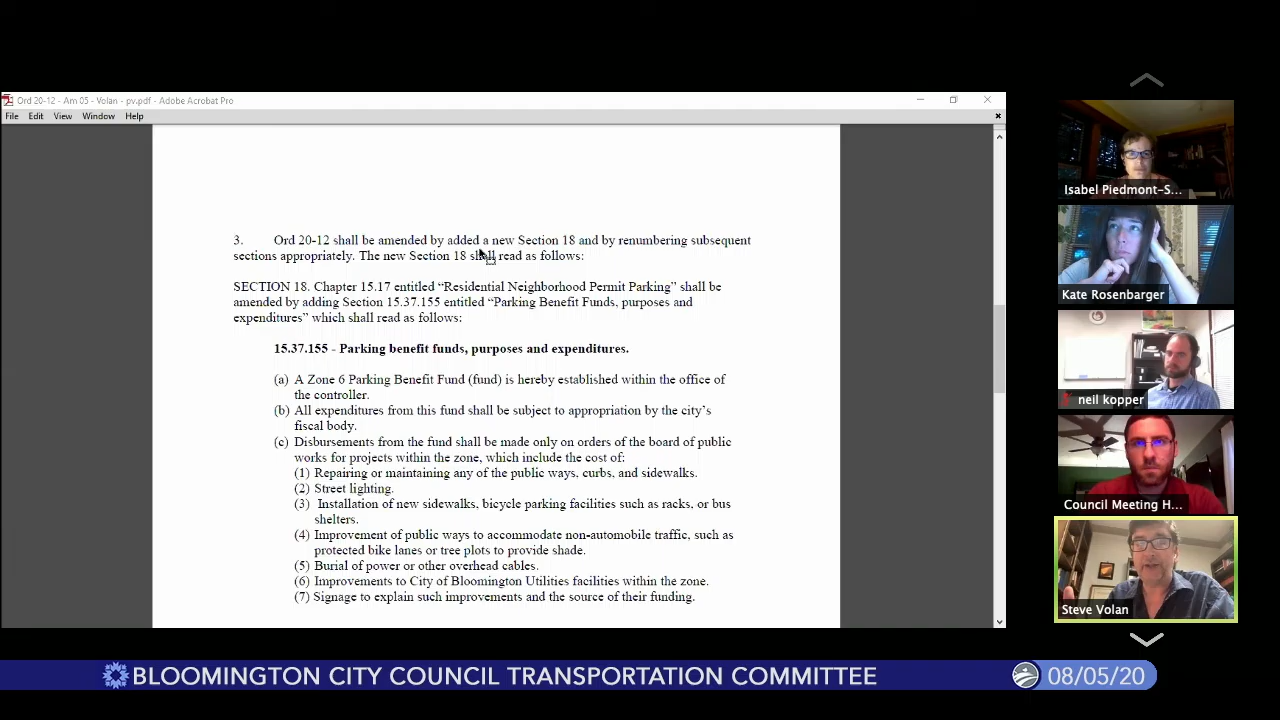 Ord 20-12 - Am 05 - Volan - pv.pdf - Adobe Acrobat Pro
File Edit View Window Help
3. Ord 20-12 shall be amended by added a new Section 18 and by renumbering subsequent
sections appropriately. The new Section 18 shall read as follows:
SECTION 18. Chapter 15.17 entitled “Residential Neighborhood Permit Parking” shall be
amended by adding Section 15.37.155 entitled “Parking Benefit Funds, purposes and
expenditures” which shall read as follows:
15.37.155 - Parking benefit funds, purposes and expenditures.
(a) A Zone 6 Parking Benefit Fund (fund) is hereby established within the office of
the controller.
(b) All expenditures from this fund shall be subject to appropriation by the city’s
fiscal body.
(c) Disbursements from the fund shall be made only on orders of the board of public
works for projects within the zone, which include the cost of:
(1) Repairing or maintaining any of the public ways, curbs, and sidewalks.
(2) Street lighting.
(3) Installation of new sidewalks, bicycle parking facilities such as racks, or bus
shelters.
(4) Improvement of public ways to accommodate non-automobile traffic, such as
protected bike lanes or tree plots to provide shade.
(5) Burial of power or other overhead cables.
(6) Improvements to City of Bloomington Utilities facilities within the zone.
(7) Signage to explain such improvements and the source of their funding.
Isabel Piedmont-S...
Kate Rosenbarger
neil kopper
Council Meeting H...
Steve Volan
BLOOMINGTON CITY COUNCIL TRANSPORTATION COMMITTEE
08/05/20